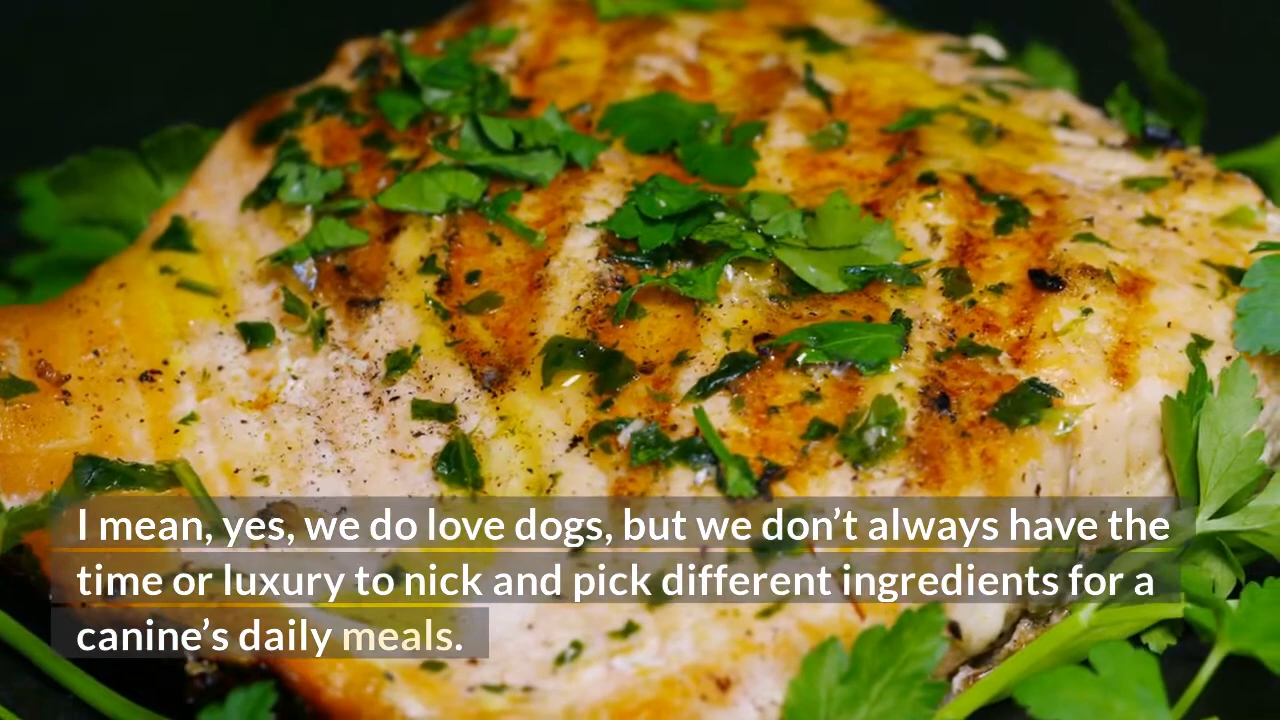 I mean, yes, we do love dogs, but we don’t always have the
time or luxury to nick and pick different ingredients for a
canine’s daily meals.